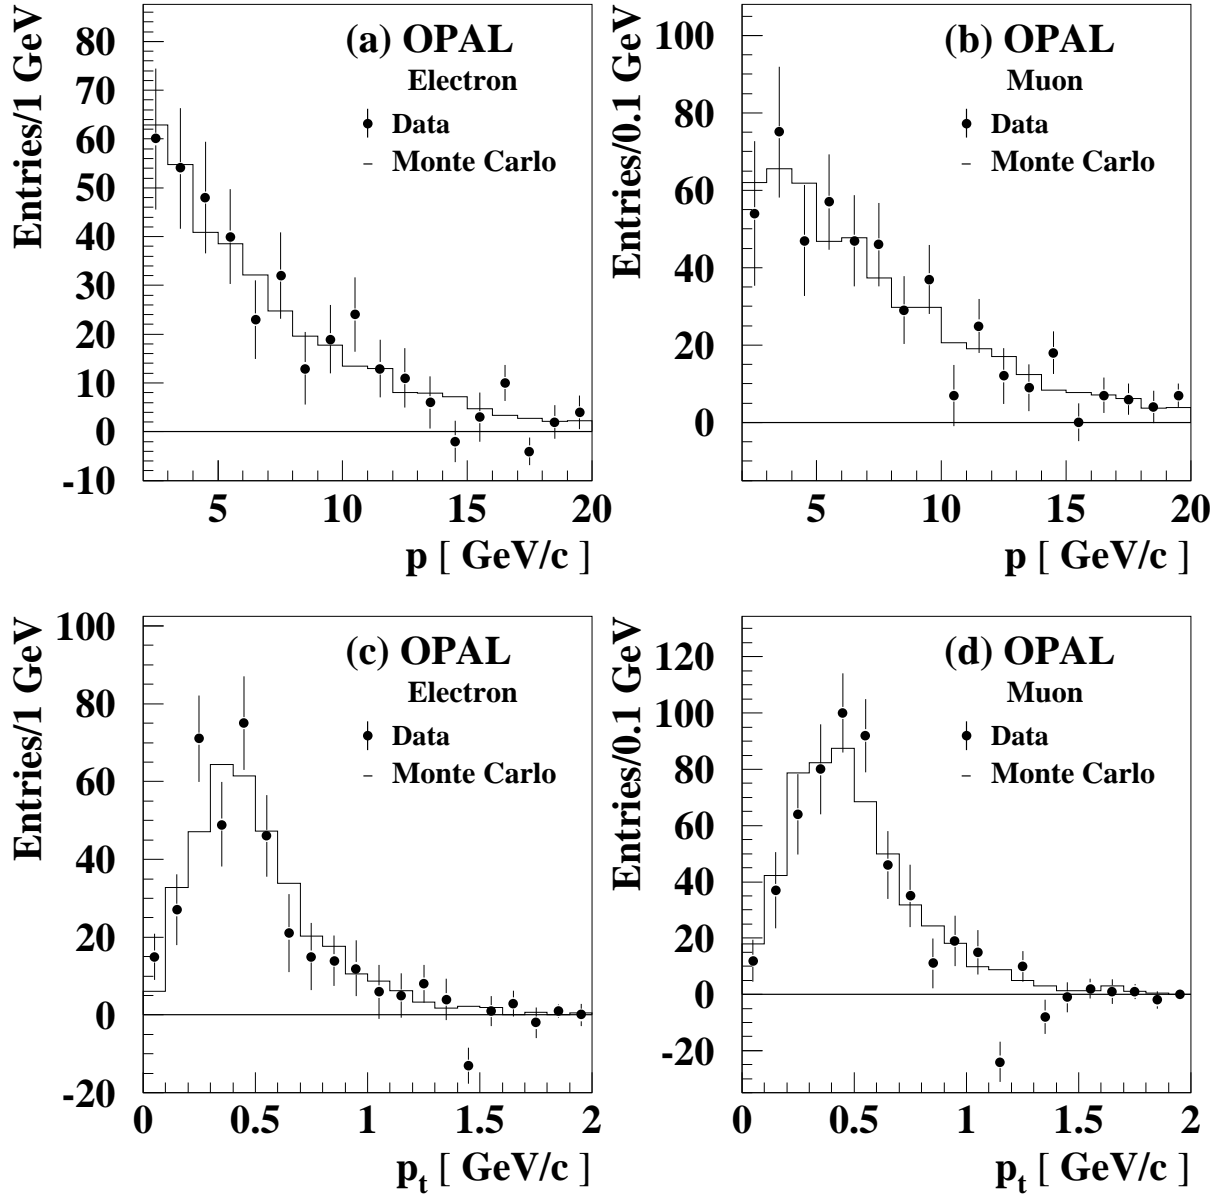 (a) OPAL
Electron
Data
Monte Carlo
Entries/1 GeV
80
70
60
50
40
30
20
10
0
-10
5
10
15
20
p [ GeV/c ]
(b) OPAL
Muon
Data
Monte Carlo
Entries/0.1 GeV
100
80
60
40
20
0
5
10
15
20
p [ GeV/c ]
(c) OPAL
Electron
Data
Monte Carlo
Entries/1 GeV
100
80
60
40
20
0
-20
0
0.5
1
1.5
2
p_t [ GeV/c ]
(d) OPAL
Muon
Data
Monte Carlo
Entries/0.1 GeV
120
100
80
60
40
20
0
-20
0
0.5
1
1.5
2
p_t [ GeV/c ]